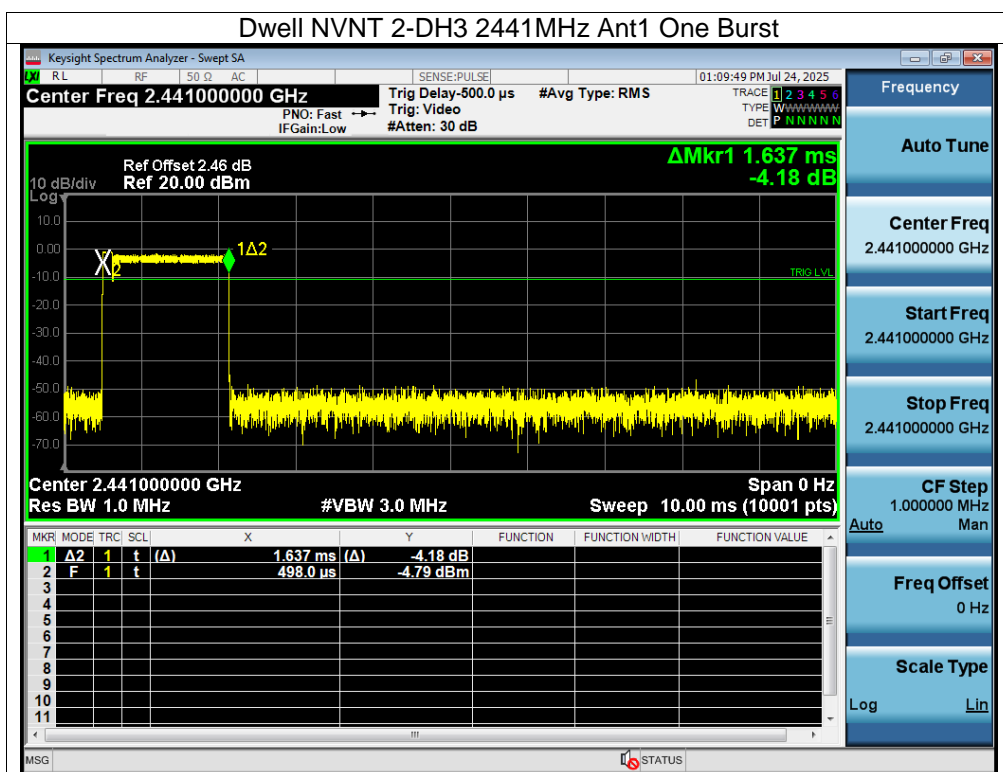 Dwell NVNT 2-DH3 2441MHz Ant1 One Burst
Keysight Spectrum Analyzer - Swept SA
LXI RL RF 50 Ω AC SENSE:PULSE 01:09:49 PM Jul 24, 2025
Center Freq 2.441000000 GHz Trig Delay-500.0 µs #Avg Type: RMS TRACE 1 2 3 4 5 6
PNO: Fast Trig: Video TYPE WWWWWWW
IFGain:Low #Atten: 30 dB DET P N N N N N
Frequency
Auto Tune
Center Freq
2.441000000 GHz
Start Freq
2.441000000 GHz
Stop Freq
2.441000000 GHz
CF Step
1.000000 MHz
Auto Man
Freq Offset
0 Hz
Scale Type
Log Lin
ΔMkr1 1.637 ms
-4.18 dB
Ref Offset 2.46 dB
10 dB/div Ref 20.00 dBm
Log
10.0
0.00
-10.0
-20.0
-30.0
-40.0
-50.0
-60.0
-70.0
1Δ2
2
TRIG LVL
Center 2.441000000 GHz Span 0 Hz
Res BW 1.0 MHz #VBW 3.0 MHz Sweep 10.00 ms (10001 pts)
MKR MODE TRC SCL X Y FUNCTION FUNCTION WIDTH FUNCTION VALUE
1 Δ2 1 t (Δ) 1.637 ms (Δ) -4.18 dB
2 F 1 t 498.0 µs -4.79 dBm
3
4
5
6
7
8
9
10
11
MSG STATUS